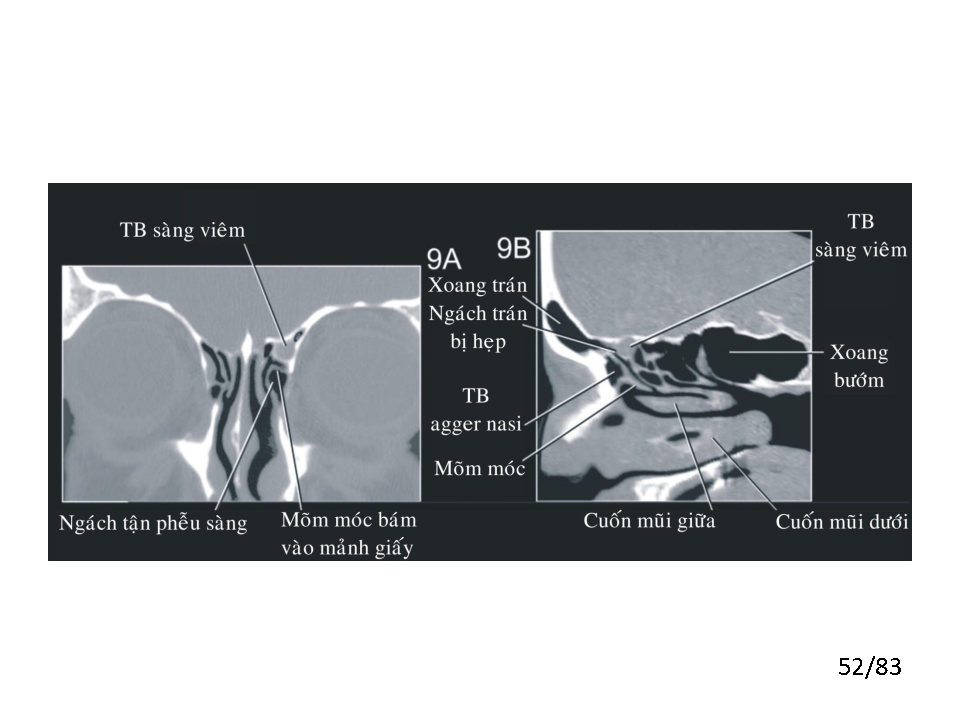 TB sàng viêm
9A
Ngách tận phễu sàng
Mõm móc bám
vào mảnh giấy
9B
Xoang trán
Ngách trán
bị hẹp
TB
agger nasi
Mõm móc
TB
sàng viêm
Xoang
bướm
Cuốn mũi giữa
Cuốn mũi dưới
52/83